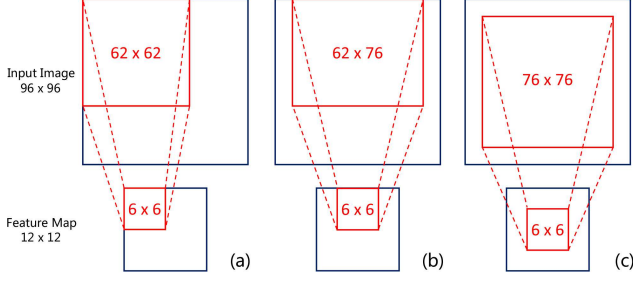 Input Image
96 x 96
62 x 62
62 x 76
76 x 76
Feature Map
12 x 12
6 x 6
6 x 6
6 x 6
(a)
(b)
(c)